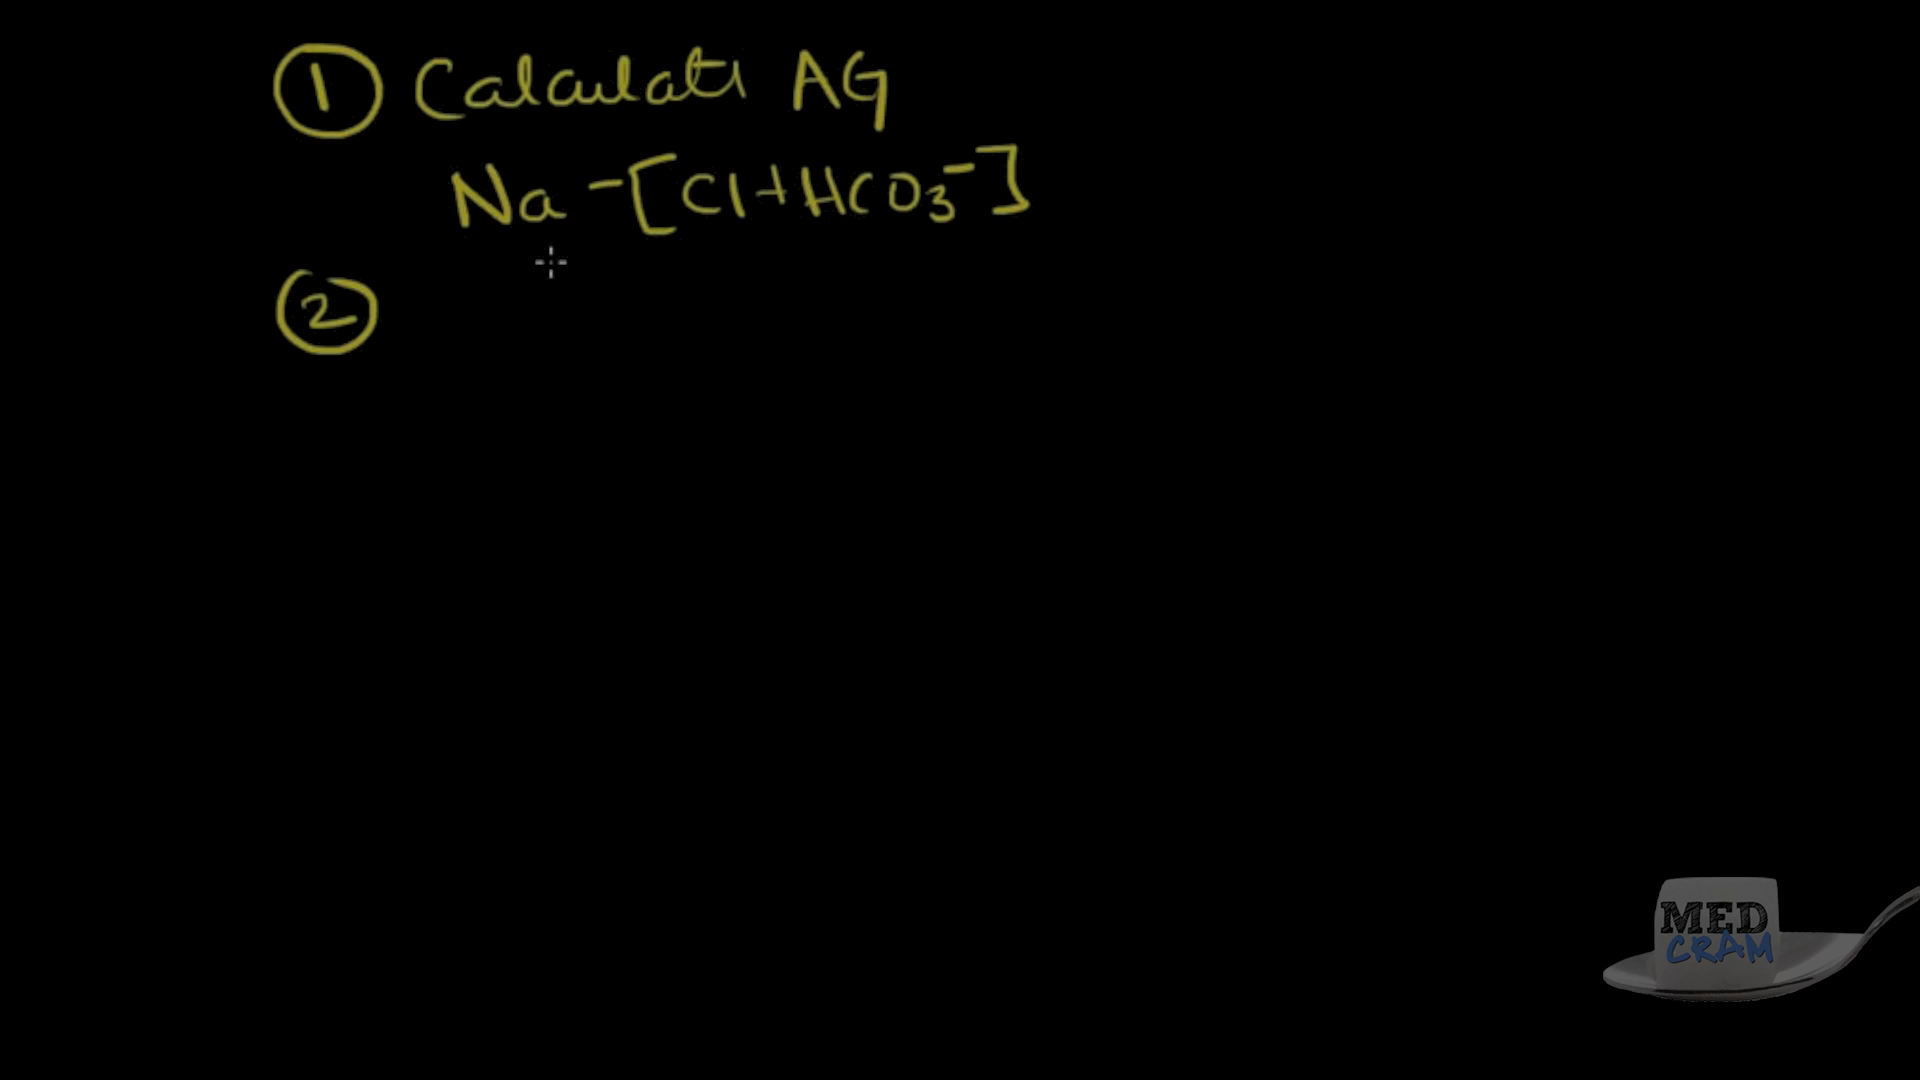 ① Calculate AG
Na - [Cl + HCO₃⁻]
②
MED
CRAM